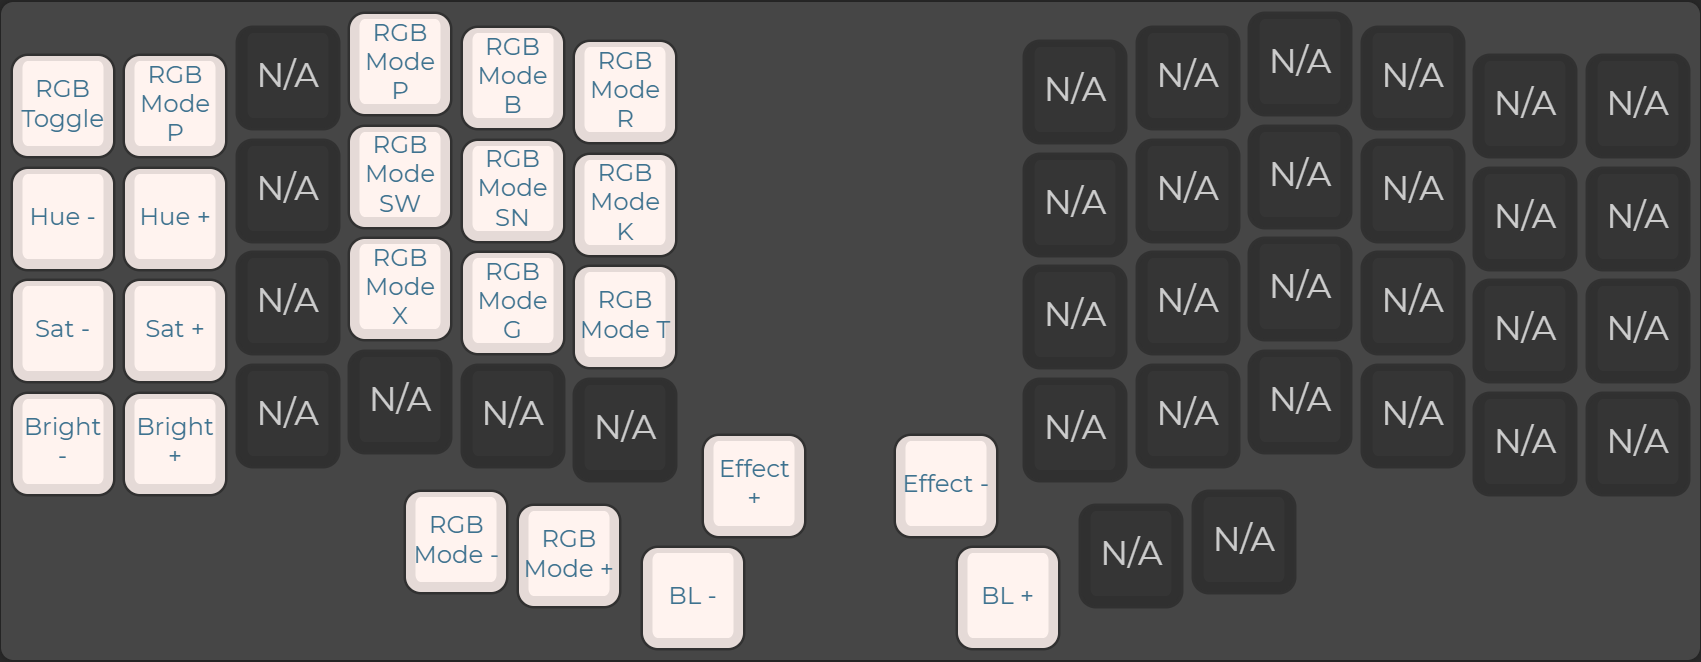 RGB
Toggle
RGB
Mode
P
N/A
RGB
Mode
P
RGB
Mode
B
RGB
Mode
R
N/A
N/A
N/A
N/A
N/A
N/A
Hue -
Hue +
N/A
RGB
Mode
SW
RGB
Mode
SN
RGB
Mode
K
N/A
N/A
N/A
N/A
N/A
N/A
Sat -
Sat +
N/A
RGB
Mode
X
RGB
Mode
G
RGB
Mode T
N/A
N/A
N/A
N/A
N/A
N/A
Bright
-
Bright
+
N/A
N/A
N/A
N/A
N/A
N/A
N/A
N/A
N/A
N/A
Effect
+
Effect -
RGB
Mode -
RGB
Mode +
BL -
BL +
N/A
N/A